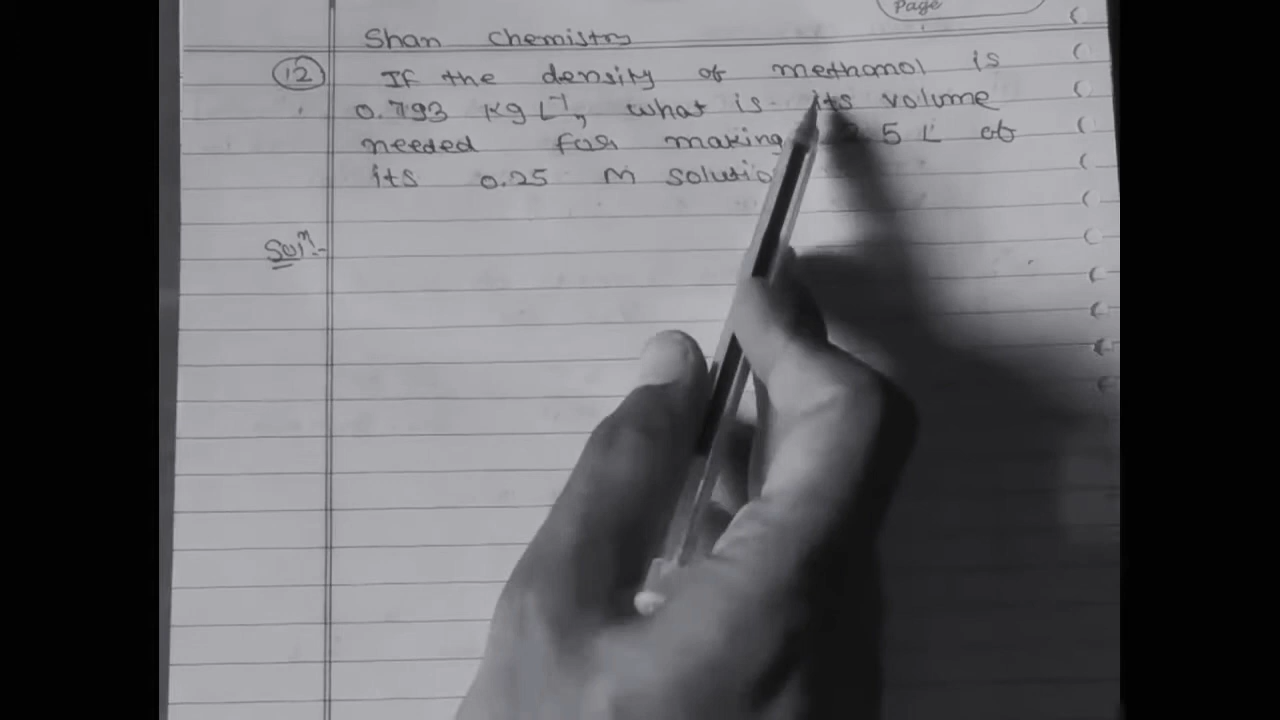 Page
Shan Chemistry
12 If the density of methanol is
0.793 Kg L⁻¹, what is its volume
needed for making 2.5 L of
its 0.25 M solution
Solⁿ-